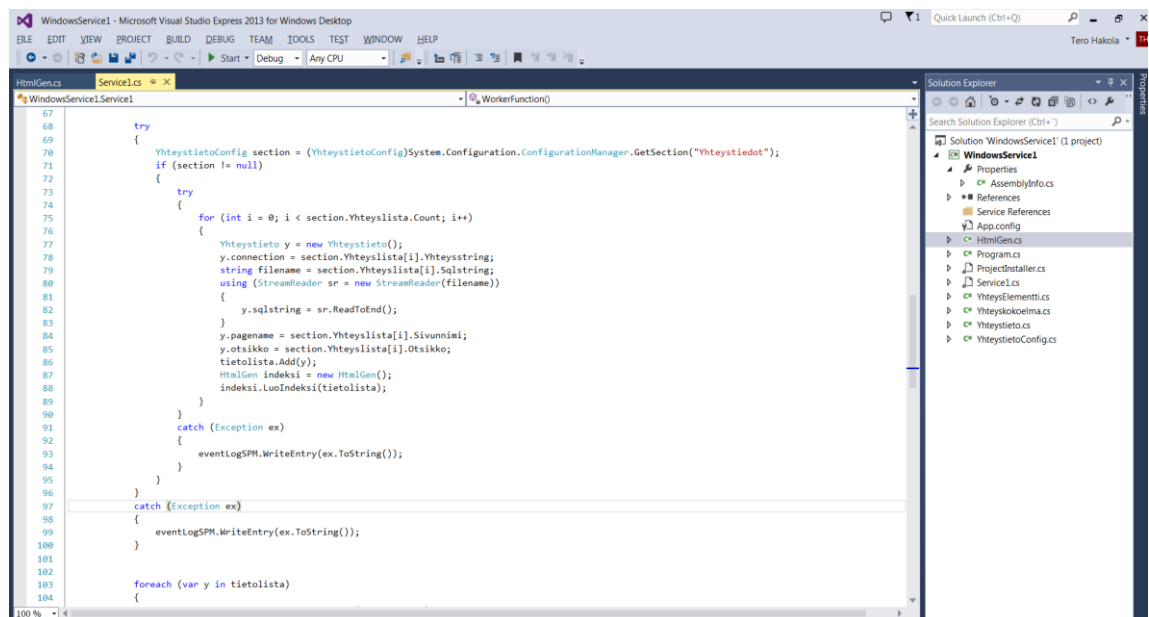 WindowsService1 - Microsoft Visual Studio Express 2013 for Windows Desktop
1
Quick Launch (Ctrl+Q)
FILE EDIT VIEW PROJECT BUILD DEBUG TEAM TOOLS TEST WINDOW HELP
Tero Hakola
TH
Start Debug Any CPU
HtmlGen.cs Service1.cs
WindowsService1.Service1 WorkerFunction()
67
68 try
69 {
70 YhteystietoConfig section = (YhteystietoConfig)System.Configuration.ConfigurationManager.GetSection("Yhteystiedot");
71 if (section != null)
72 {
73 try
74 {
75 for (int i = 0; i < section.Yhteyslista.Count; i++)
76 {
77 Yhteystieto y = new Yhteystieto();
78 y.connection = section.Yhteyslista[i].Yhteysstring;
79 string filename = section.Yhteyslista[i].Sqlstring;
80 using (StreamReader sr = new StreamReader(filename))
81 {
82 y.sqlstring = sr.ReadToEnd();
83 }
84 y.pagename = section.Yhteyslista[i].Sivunnimi;
85 y.otsikko = section.Yhteyslista[i].Otsikko;
86 tietolista.Add(y);
87 HtmlGen indeksi = new HtmlGen();
88 indeksi.LuoIndeksi(tietolista);
89 }
90 }
91 catch (Exception ex)
92 {
93 eventLogSPM.WriteEntry(ex.ToString());
94 }
95 }
96 }
97 catch (Exception ex)
98 {
99 eventLogSPM.WriteEntry(ex.ToString());
100 }
101
102
103 foreach (var y in tietolista)
104 {
100 %
Solution Explorer
Search Solution Explorer (Ctrl+¨)
Solution 'WindowsService1' (1 project)
WindowsService1
Properties
AssemblyInfo.cs
References
Service References
App.config
HtmlGen.cs
Program.cs
ProjectInstaller.cs
Service1.cs
YhteysElementti.cs
Yhteyskokoelma.cs
Yhteystieto.cs
YhteystietoConfig.cs
Properties